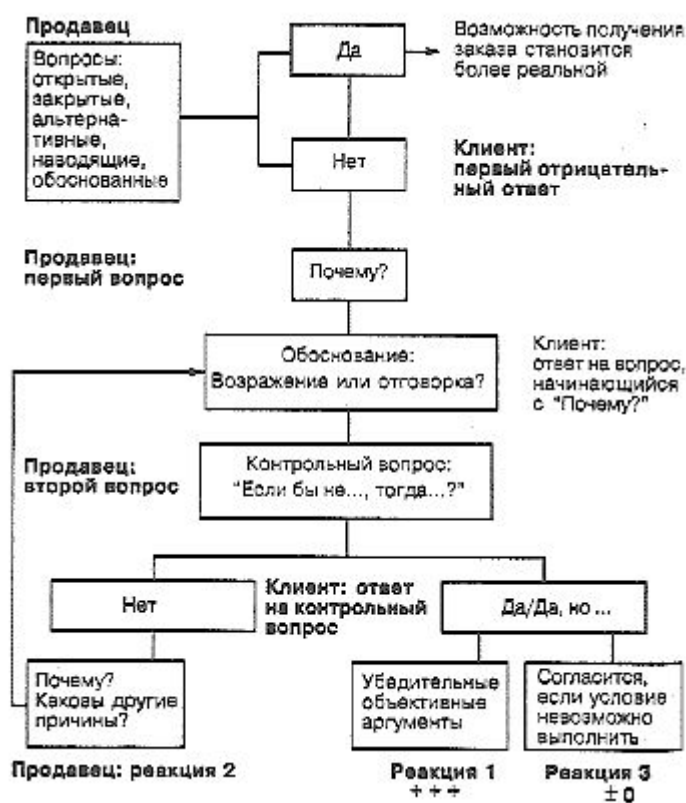 Продавец
Вопросы:
открытые,
закрытые,
альтерна-
тивные,
наводящие,
обоснованные
Да
Возможность получения
заказа становится
более реальной
Нет
Клиент:
первый отрицатель-
ный ответ
Продавец:
первый вопрос
Почему?
Обоснование:
Возражение или отговорка?
Клиент:
ответ на вопрос,
начинающийся
с "Почему?"
Продавец:
второй вопрос
Контрольный вопрос:
"Если бы не..., тогда...?"
Нет
Клиент: ответ
на контрольный
вопрос
Да/Да, но ...
Почему?
Каковы другие
причины?
Убедительные
объективные
аргументы
Согласится,
если условие
невозможно
выполнить
Продавец: реакция 2
Реакция 1
+ + +
Реакция 3
± 0